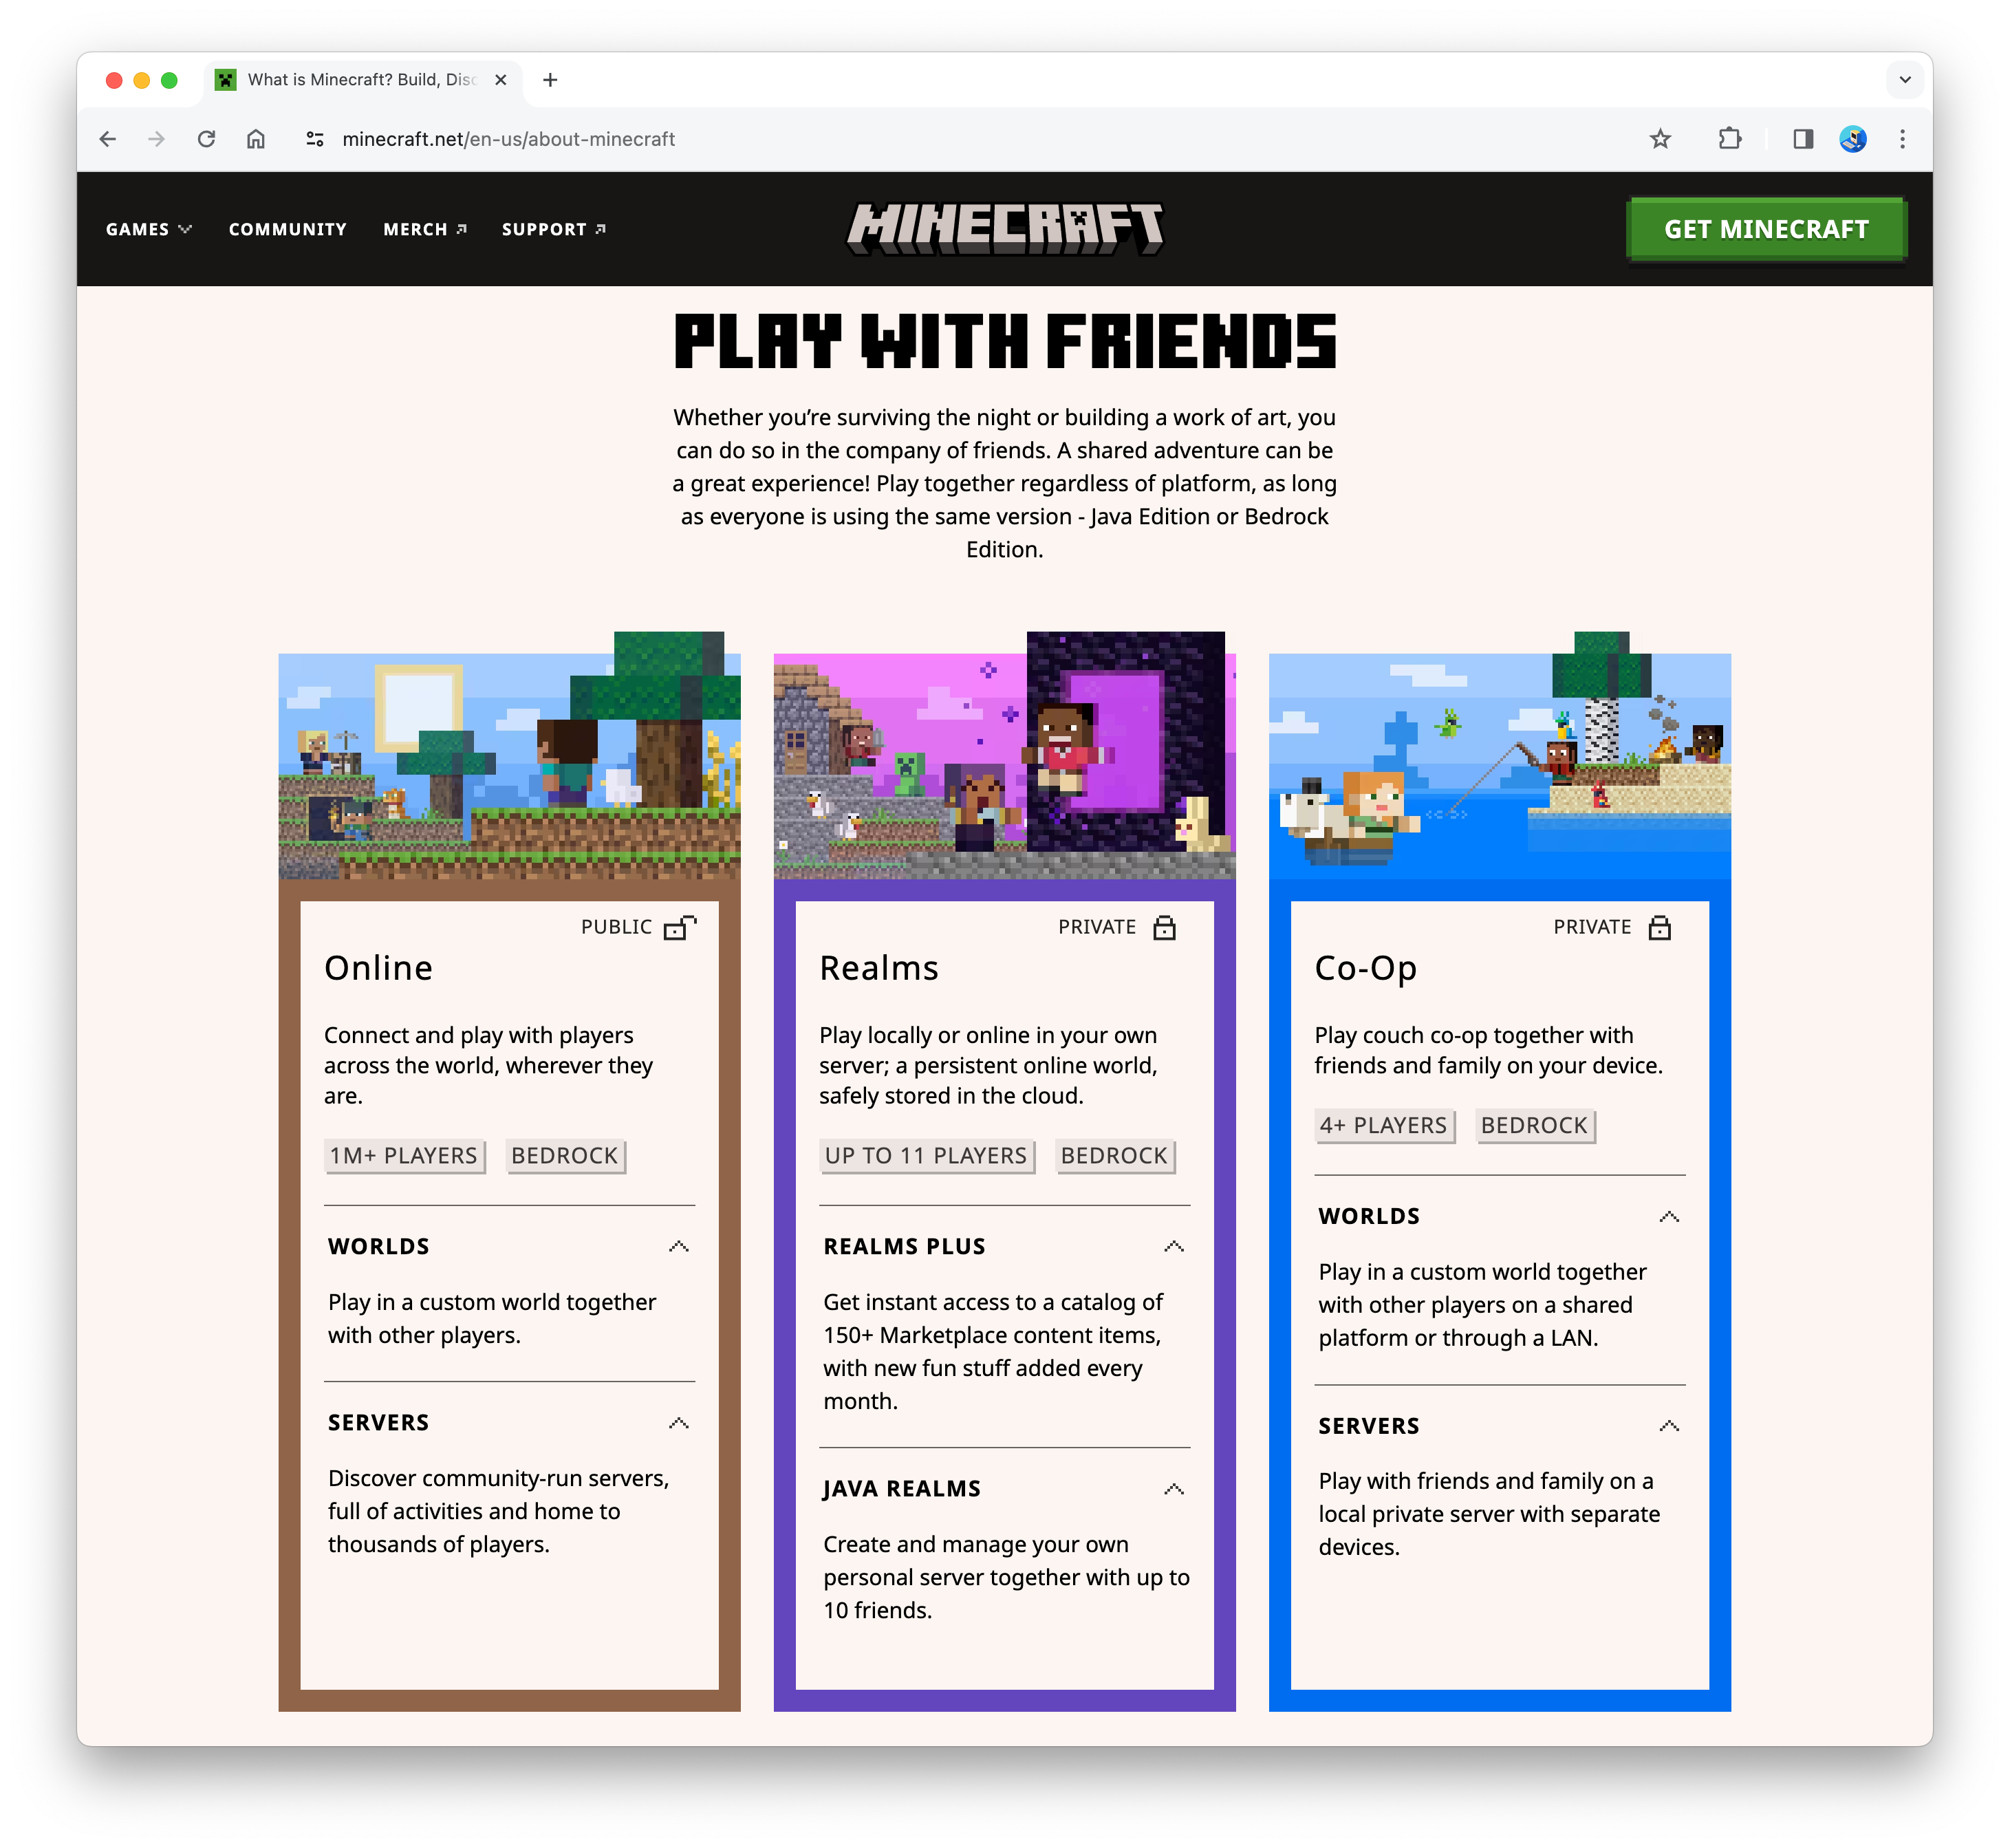 What is Minecraft? Build, Disc
minecraft.net/en-us/about-minecraft
GAMES
COMMUNITY
MERCH
SUPPORT
MINECRAFT
GET MINECRAFT
PLAY WITH FRIENDS
Whether you’re surviving the night or building a work of art, you
can do so in the company of friends. A shared adventure can be
a great experience! Play together regardless of platform, as long
as everyone is using the same version - Java Edition or Bedrock
Edition.
PUBLIC
Online
Connect and play with players
across the world, wherever they
are.
1M+ PLAYERS
BEDROCK
WORLDS
Play in a custom world together
with other players.
SERVERS
Discover community-run servers,
full of activities and home to
thousands of players.
PRIVATE
Realms
Play locally or online in your own
server; a persistent online world,
safely stored in the cloud.
UP TO 11 PLAYERS
BEDROCK
REALMS PLUS
Get instant access to a catalog of
150+ Marketplace content items,
with new fun stuff added every
month.
JAVA REALMS
Create and manage your own
personal server together with up to
10 friends.
PRIVATE
Co-Op
Play couch co-op together with
friends and family on your device.
4+ PLAYERS
BEDROCK
WORLDS
Play in a custom world together
with other players on a shared
platform or through a LAN.
SERVERS
Play with friends and family on a
local private server with separate
devices.